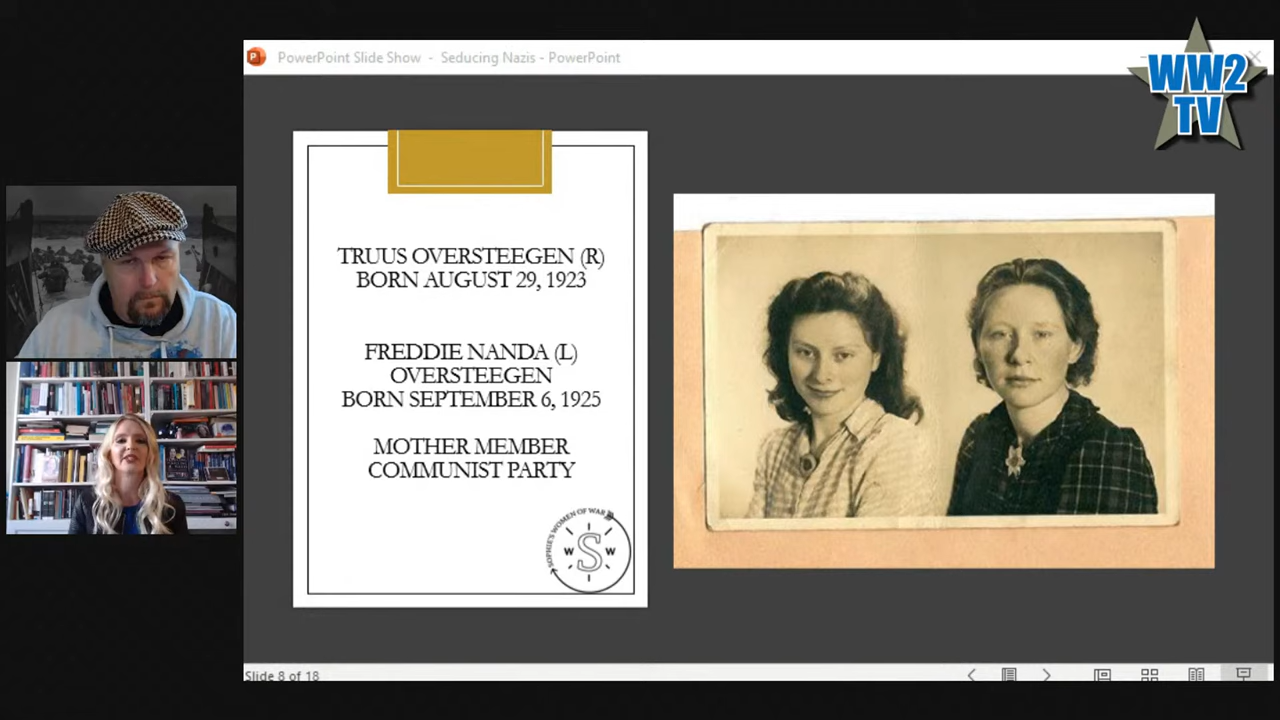 PowerPoint Slide Show - Seducing Nazis - PowerPoint
WW2
TV
TRUUS OVERSTEEGEN (R)
BORN AUGUST 29, 1923
FREDDIE NANDA (L)
OVERSTEEGEN
BORN SEPTEMBER 6, 1925
MOTHER MEMBER
COMMUNIST PARTY
SOPHIE'S WOMEN OF WAR
W S W
Slide 8 of 18